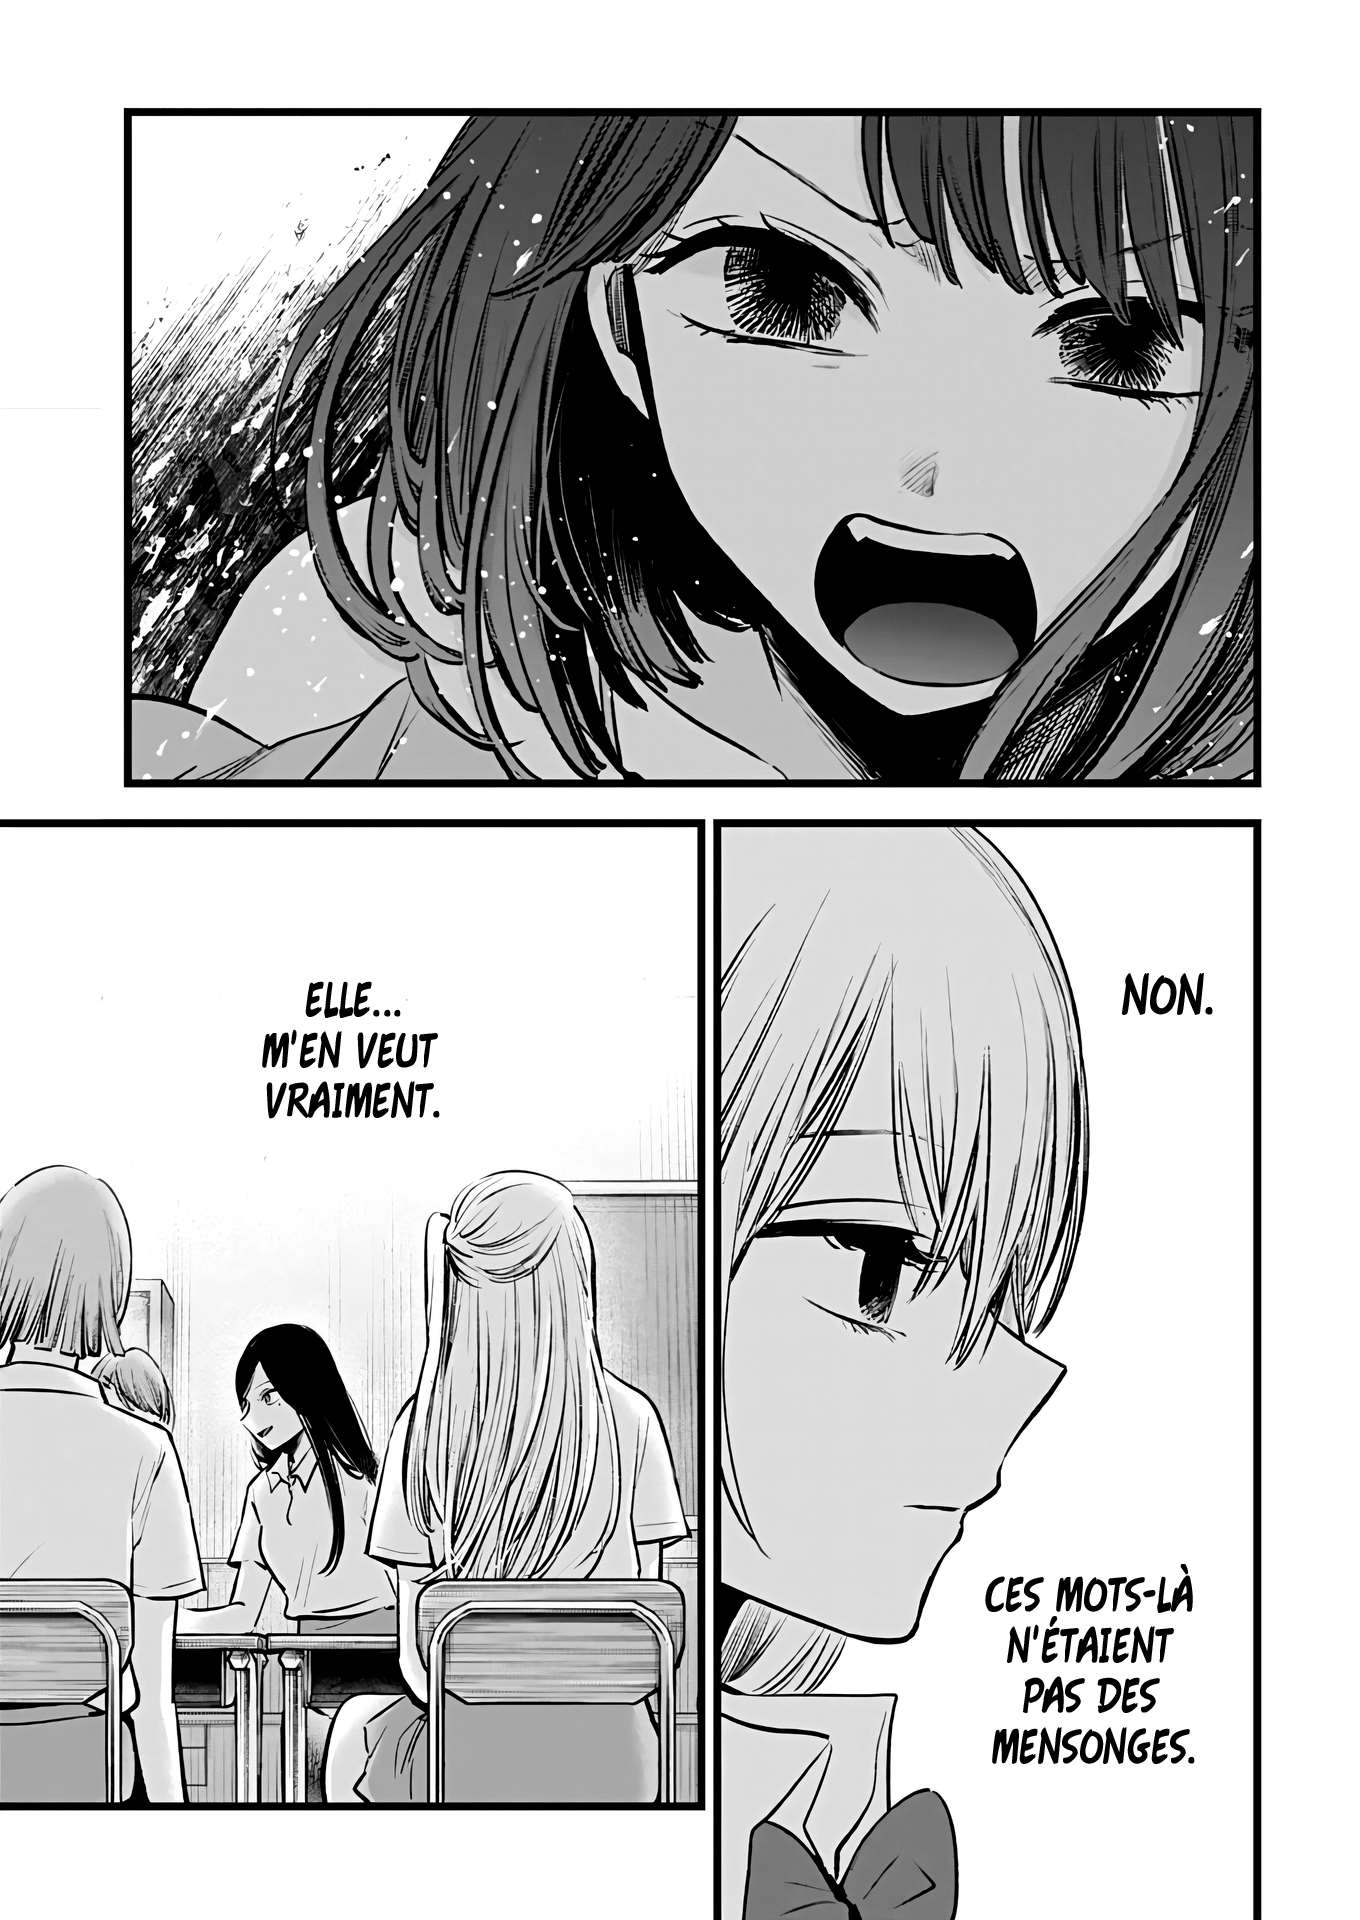 NON.
CES MOTS-LÀ
N'ÉTAIENT
PAS DES
MENSONGES.
ELLE...
M'EN VEUT
VRAIMENT.